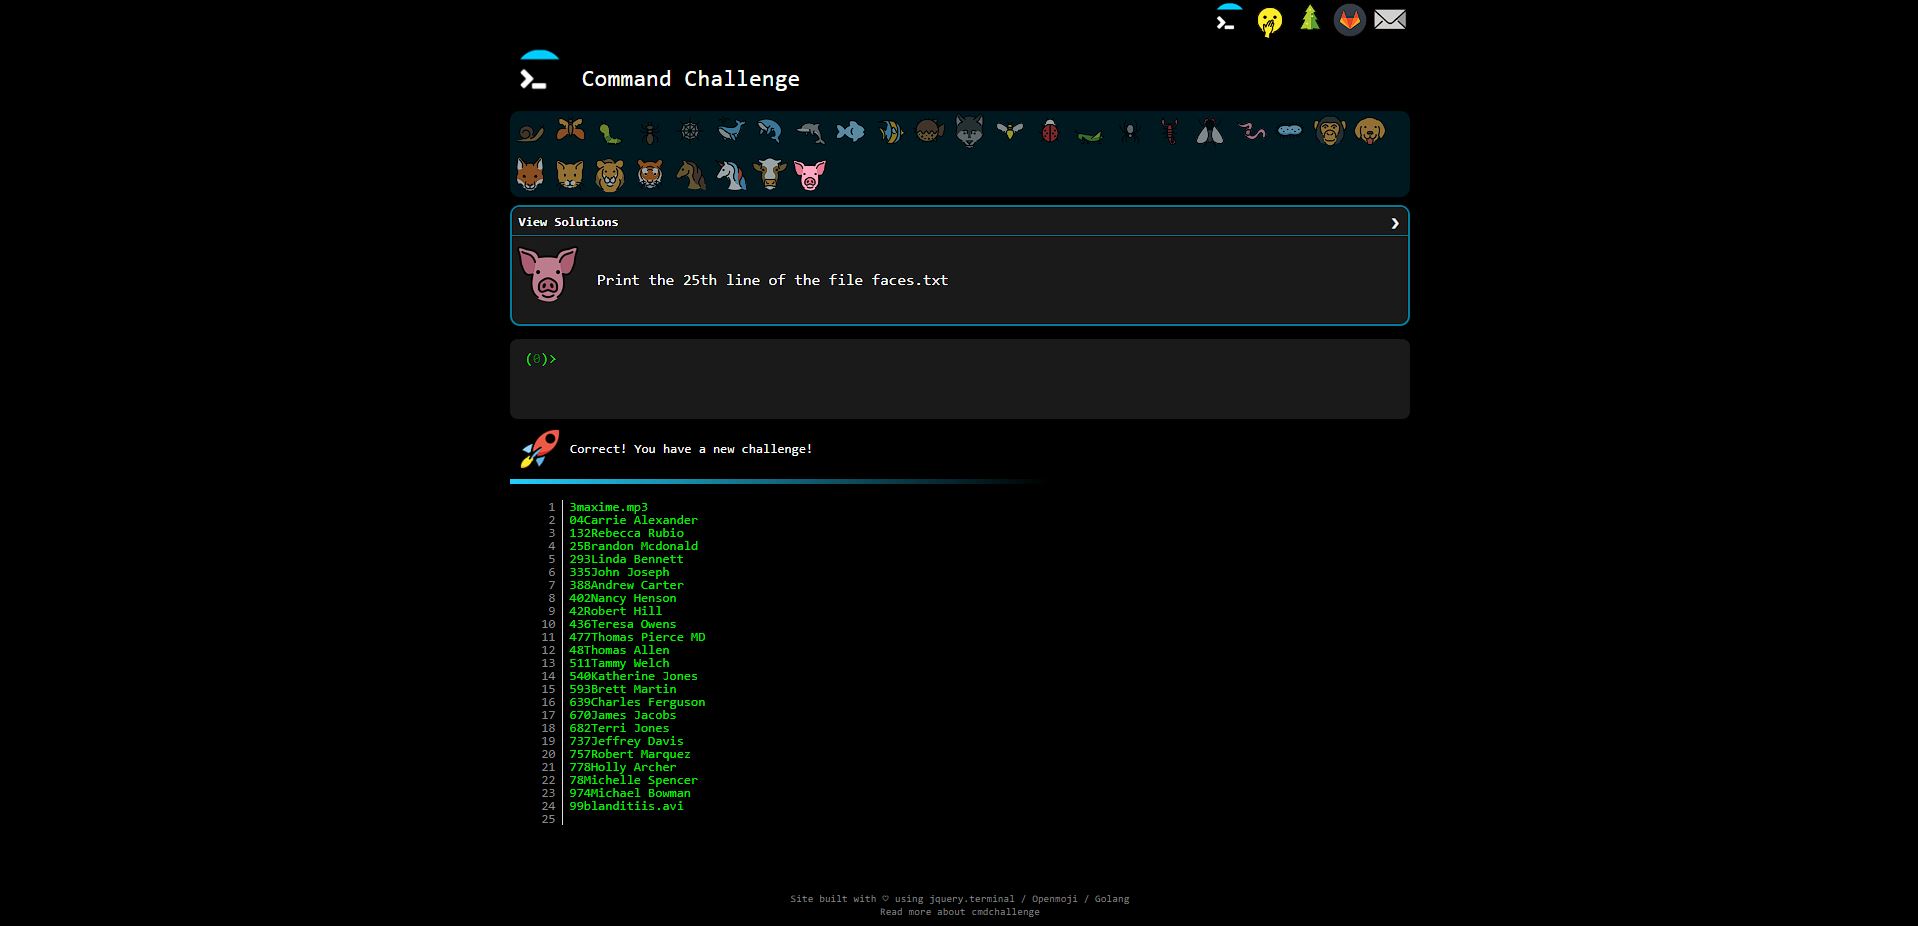 Command Challenge
View Solutions ❯
Print the 25th line of the file faces.txt
(0)>
Correct! You have a new challenge!
1 3maxime.mp3
2 04Carrie Alexander
3 132Rebecca Rubio
4 25Brandon Mcdonald
5 293Linda Bennett
6 335John Joseph
7 388Andrew Carter
8 402Nancy Henson
9 42Robert Hill
10 436Teresa Owens
11 477Thomas Pierce MD
12 48Thomas Allen
13 511Tammy Welch
14 540Katherine Jones
15 593Brett Martin
16 639Charles Ferguson
17 670James Jacobs
18 682Terri Jones
19 737Jeffrey Davis
20 757Robert Marquez
21 778Holly Archer
22 78Michelle Spencer
23 974Michael Bowman
24 99blanditiis.avi
25
Site built with ♡ using jquery.terminal / Openmoji / Golang
Read more about cmdchallenge